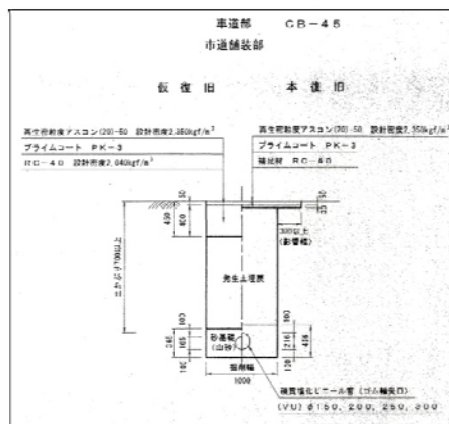 車道部　CB-45
市道舗装部
仮復旧　本復旧
再生密粒度アスコン(20)-50　設計密度2,350kgf/m³　再生密粒度アスコン(20)-50　設計密度2,350kgf/m³
プライムコート　PK-3　プライムコート　PK-3
RC-40　設計密度2,040kgf/m³　補足材　RC-40
50
400
300以上
(影響幅)
発生土埋戻
100
砂基礎
(山砂)
165　216
100
掘削幅
1000
硬質塩化ビニール管 (ゴム輪受口)
(VU) φ150, 200, 250, 300